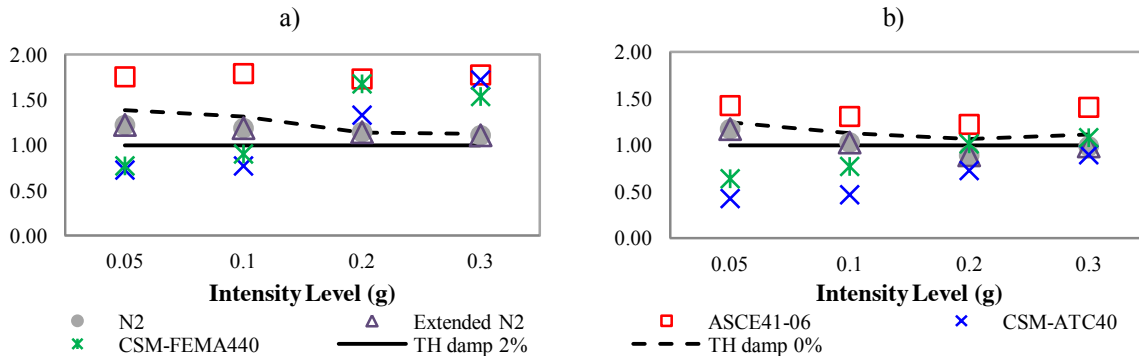 a) b)
2.00 2.00
1.50 1.50
1.00 1.00
0.50 0.50
0.00 0.00
0.05 0.1 0.2 0.3 0.05 0.1 0.2 0.3
Intensity Level (g) Intensity Level (g)
N2 Extended N2 ASCE41-06 CSM-ATC40
CSM-FEMA440 TH damp 2% TH damp 0%